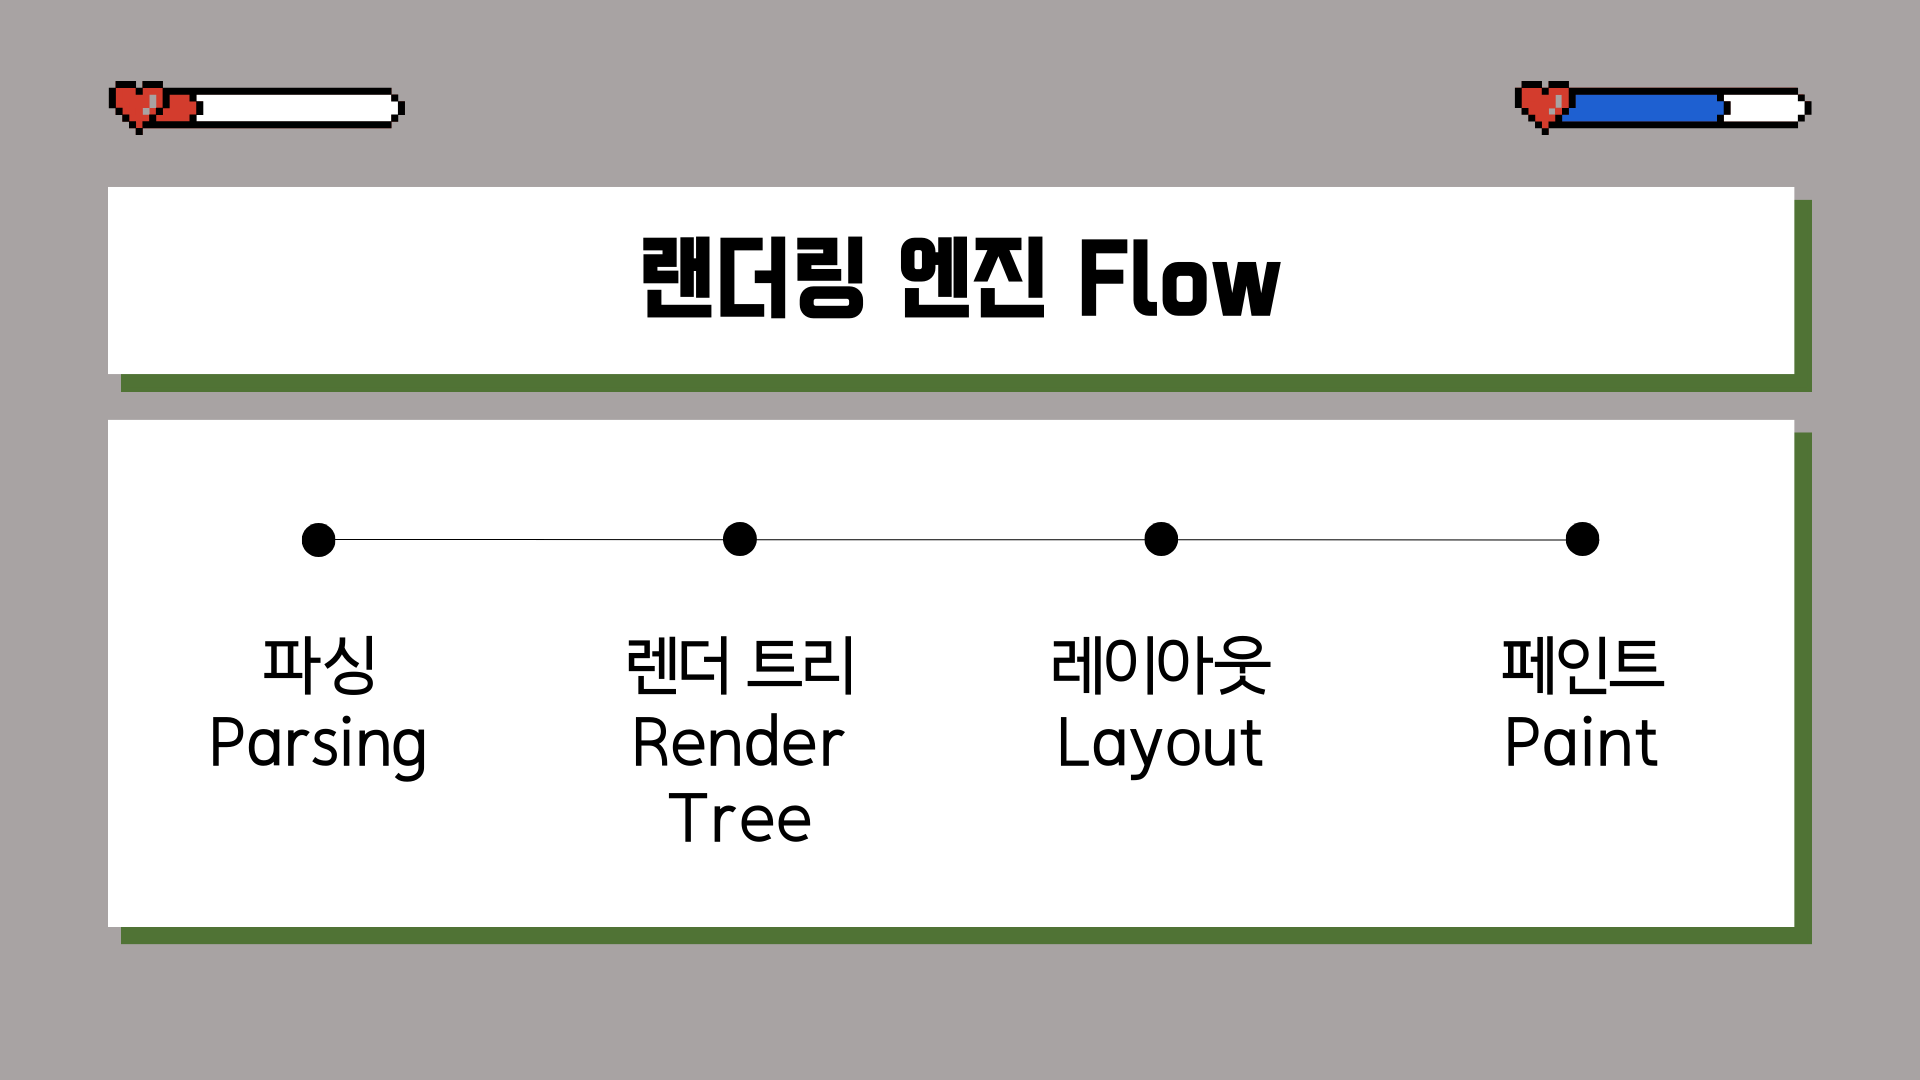 랜더링 엔진 Flow
파싱
Parsing
렌더 트리
Render
Tree
레이아웃
Layout
페인트
Paint